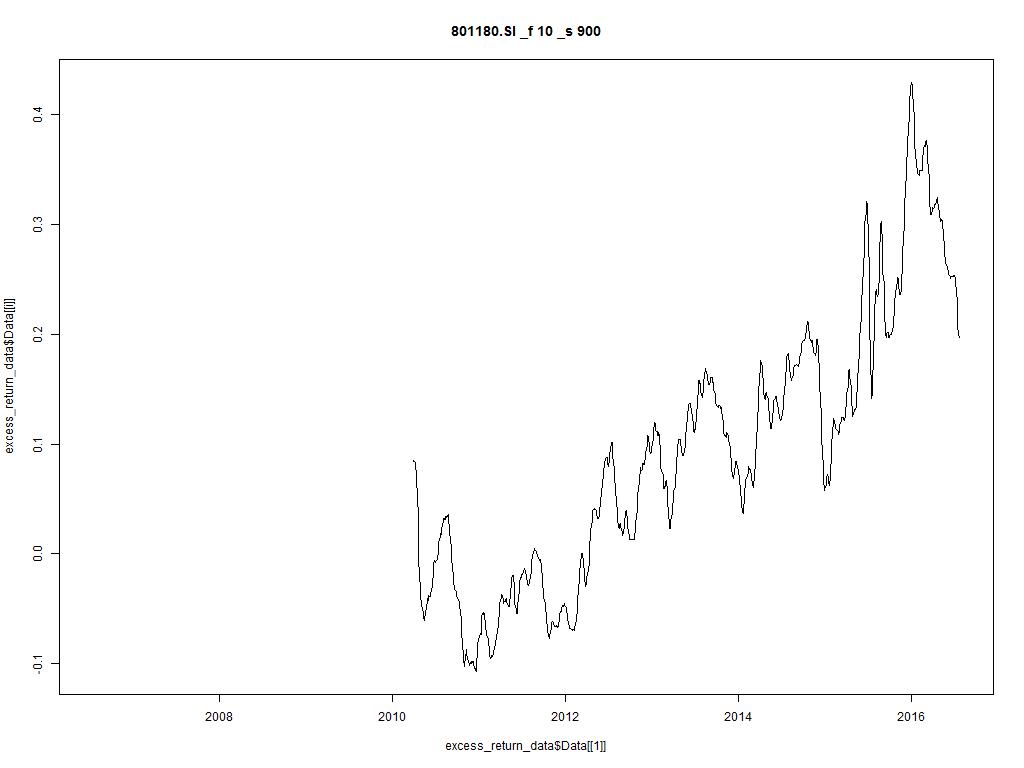 801180.SI _f 10 _s 900
0.4
0.3
0.2
0.1
0.0
-0.1
excess_return_data$Data[[i]]
2008 2010 2012 2014 2016
excess_return_data$Data[[1]]